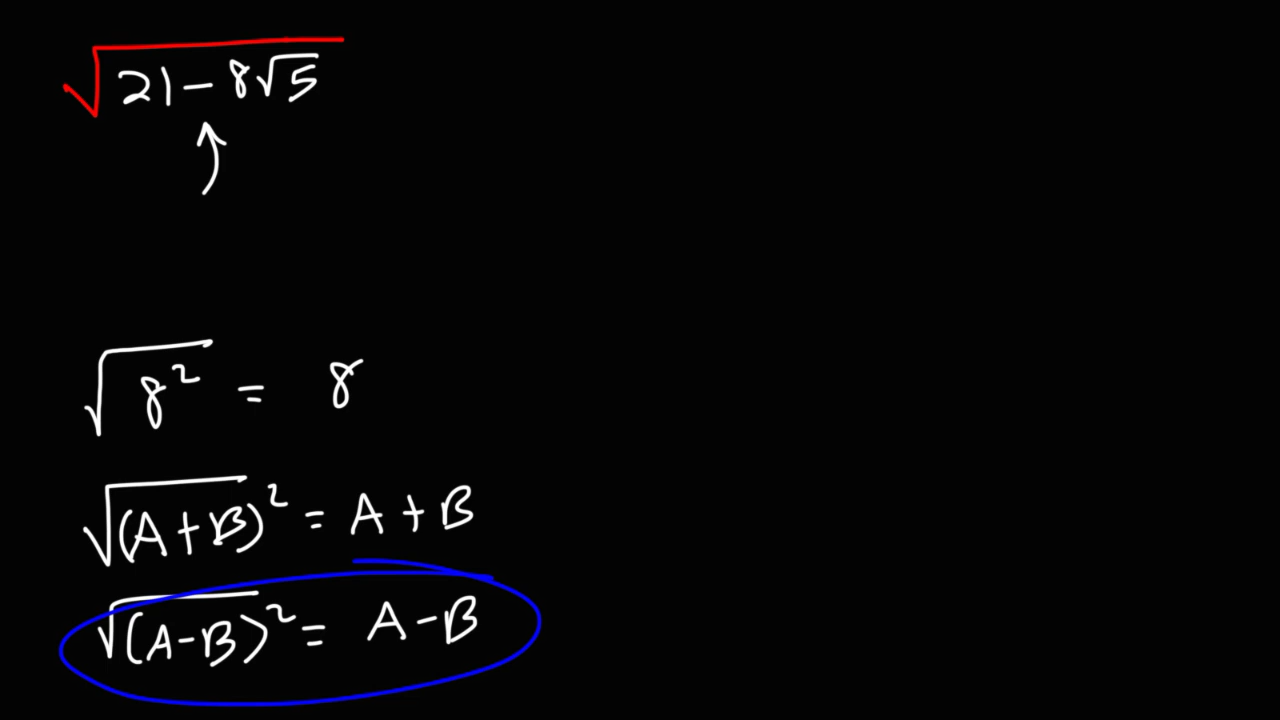 √(21 - 8√5)
√(8²) = 8
√(A+B)² = A + B
√(A-B)² = A - B